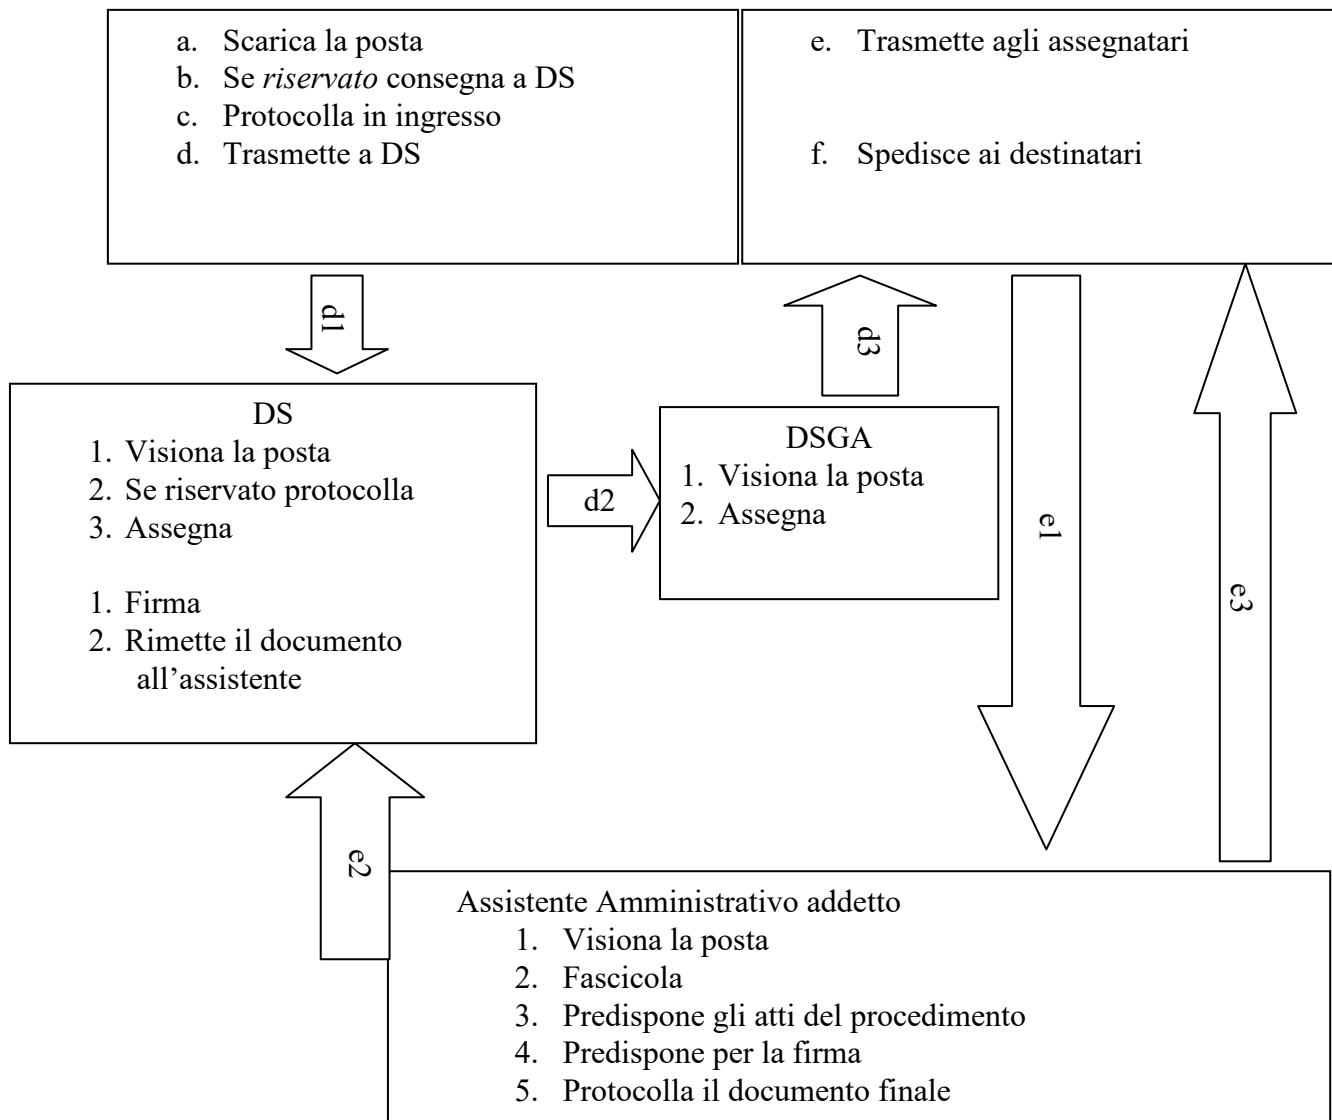 a. Scarica la posta
b. Se riservato consegna a DS
c. Protocolla in ingresso
d. Trasmette a DS
e. Trasmette agli assegnatari
f. Spedisce ai destinatari
d1
d3
DS
1. Visiona la posta
2. Se riservato protocolla
3. Assegna
1. Firma
2. Rimette il documento
all’assistente
d2
DSGA
1. Visiona la posta
2. Assegna
e1
e3
e2
Assistente Amministrativo addetto
1. Visiona la posta
2. Fascicola
3. Predispone gli atti del procedimento
4. Predispone per la firma
5. Protocolla il documento finale